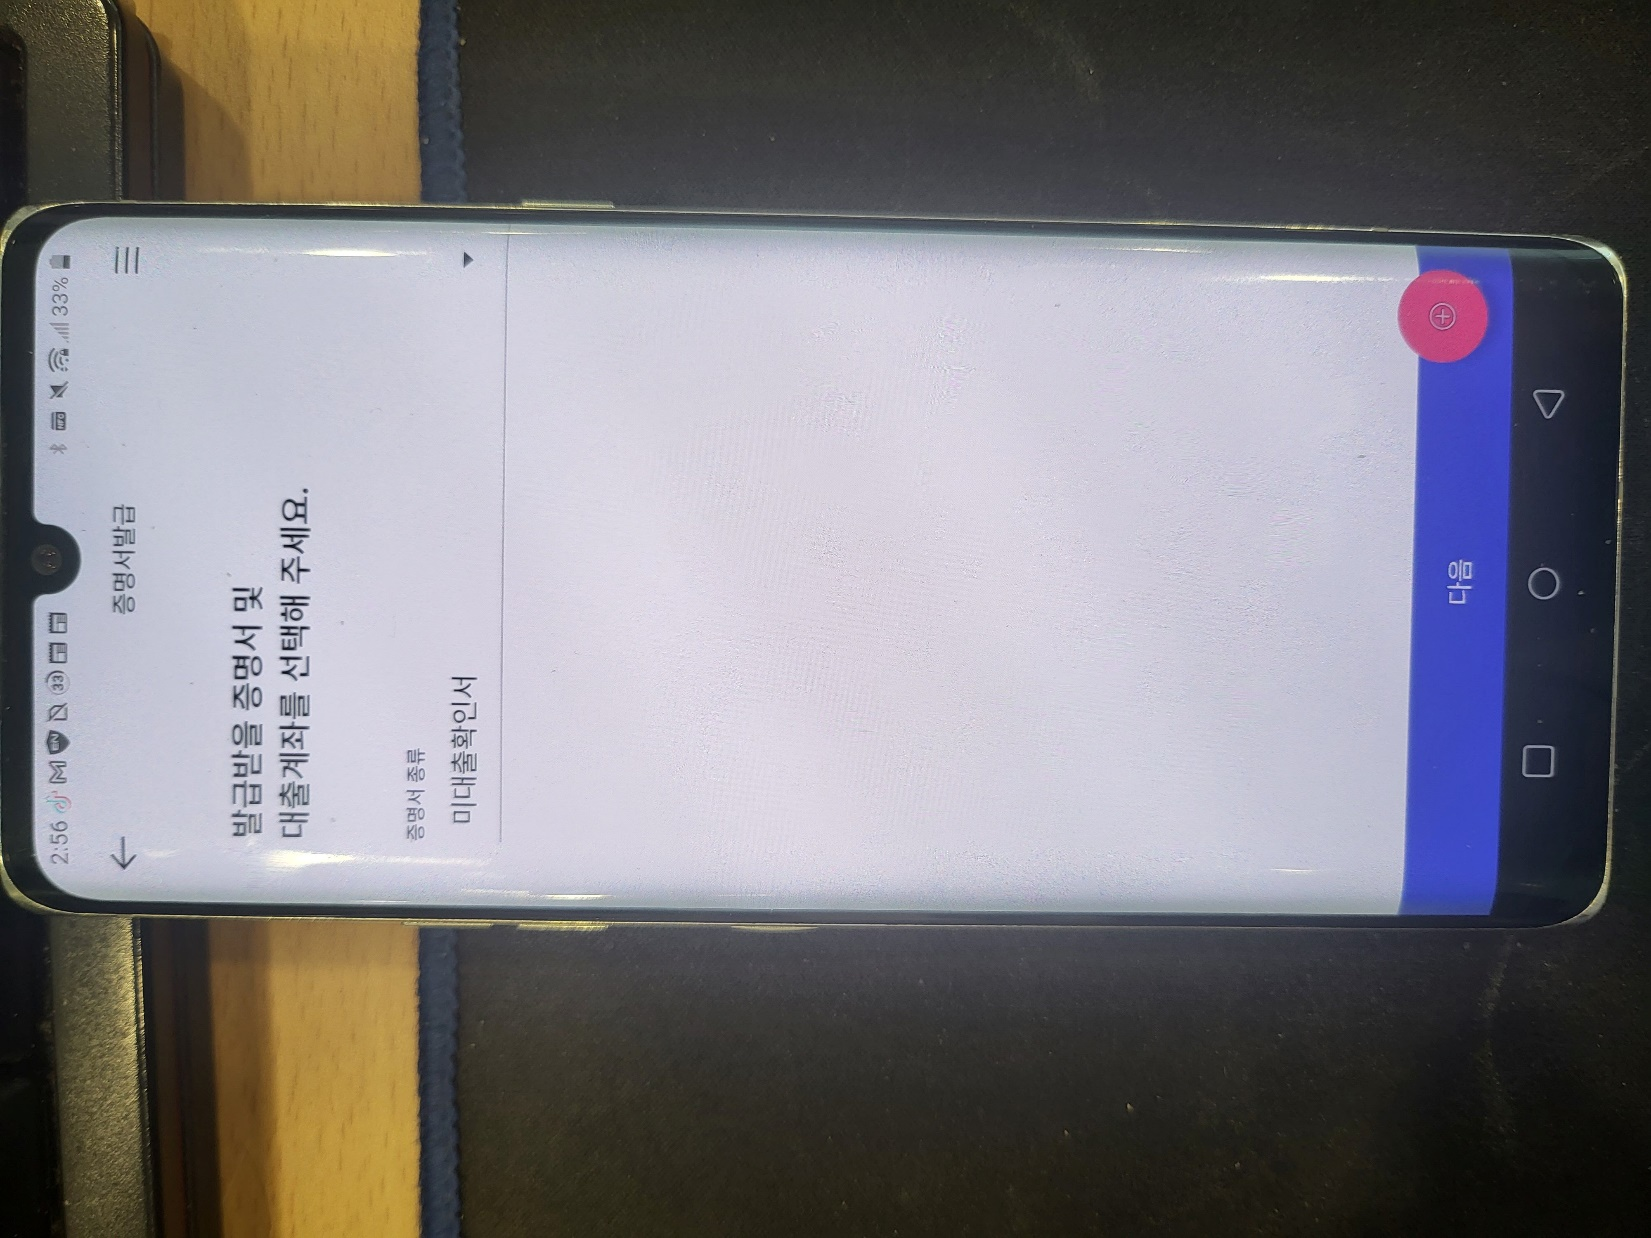 2:56
33
33%
증명서발급
발급받을 증명서 및
대출계좌를 선택해 주세요.
증명서 종류
미대출확인서
다음